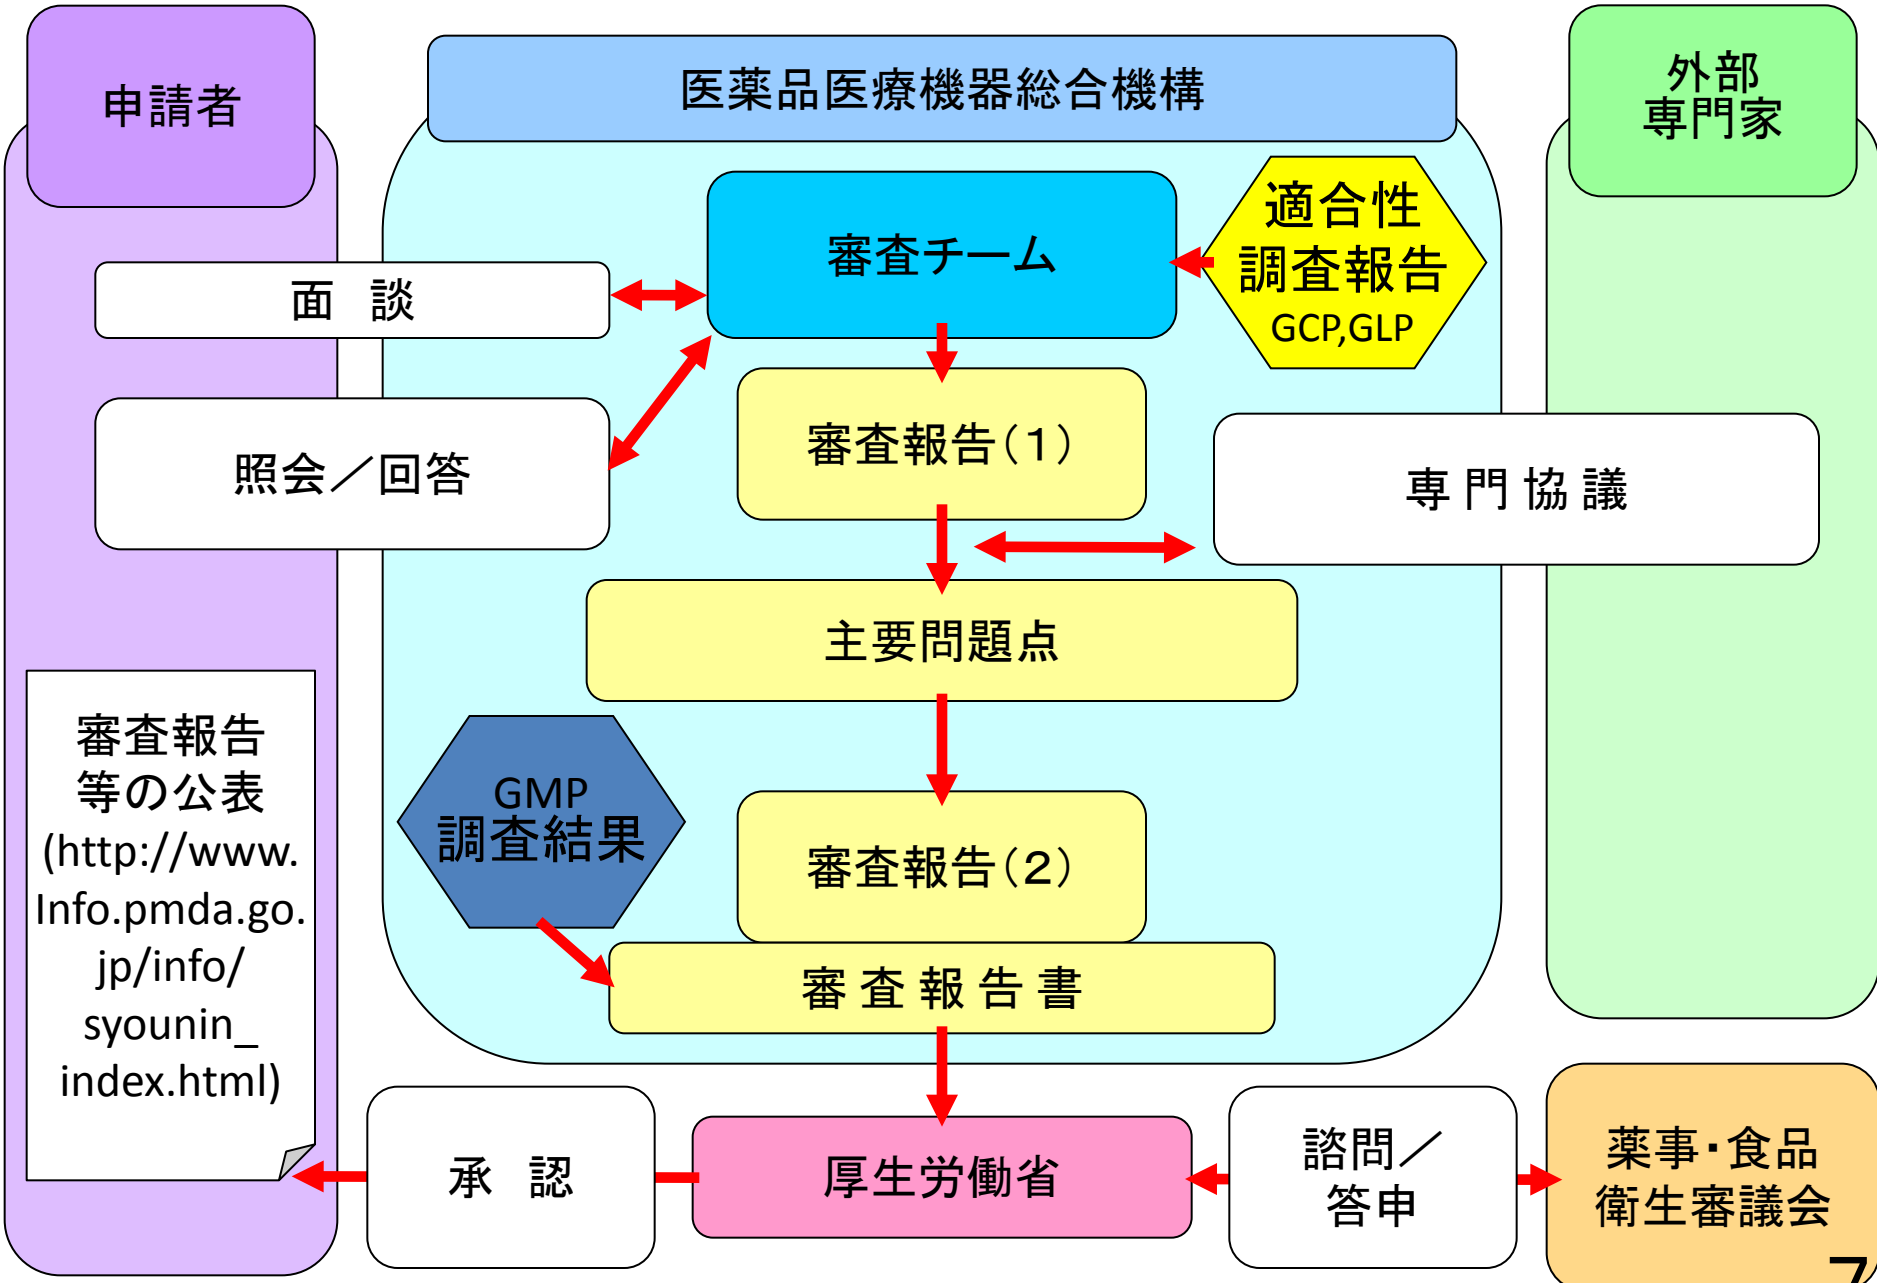 申請者
医薬品医療機器総合機構
外部
専門家
審査チーム
適合性
調査報告
GCP,GLP
面　談
審査報告（１）
照会／回答
専 門 協 議
主要問題点
審査報告
等の公表
(http://www.
Info.pmda.go.
jp/info/
syounin_
index.html)
GMP
調査結果
審査報告（２）
審 査 報 告 書
承　認
厚生労働省
諮問／
答申
薬事・食品
衛生審議会
7